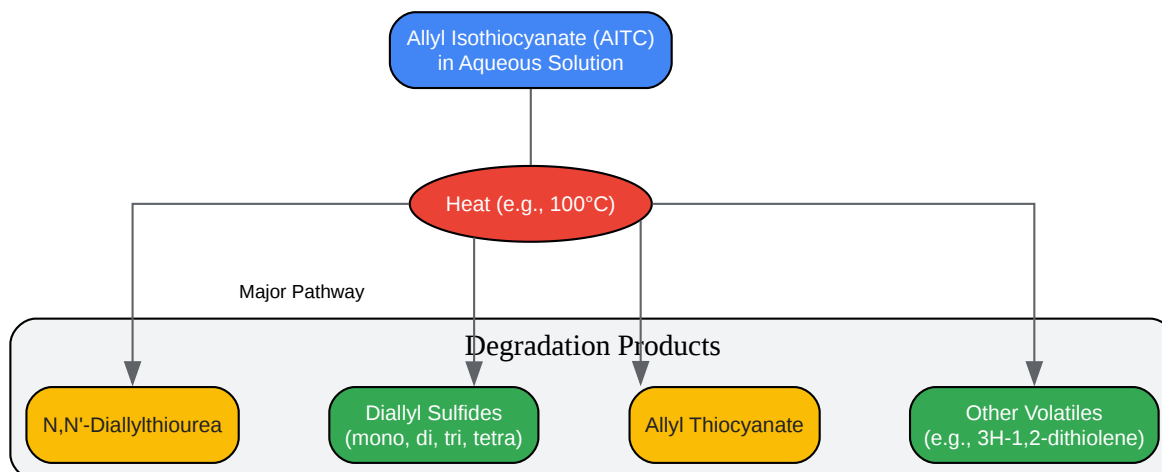 Allyl Isothiocyanate (AITC)
in Aqueous Solution
Heat (e.g., 100°C)
Major Pathway
Degradation Products
N,N'-Diallylthiourea
Diallyl Sulfides
(mono, di, tri, tetra)
Allyl Thiocyanate
Other Volatiles
(e.g., 3H-1,2-dithiolene)